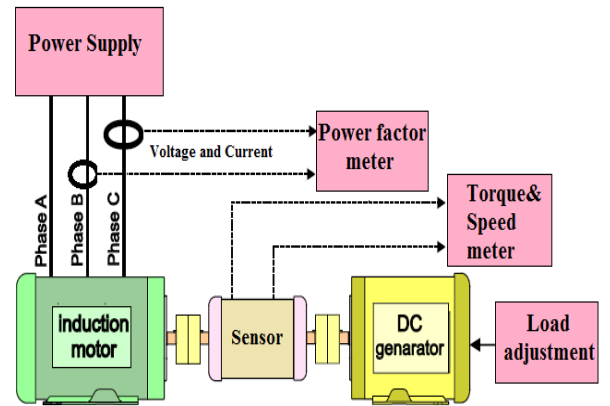 Power Supply
Power factor
meter
Voltage and Current
Phase A
Phase B
Phase C
Torque&
Speed
meter
induction
motor
Sensor
DC
genarator
Load
adjustment